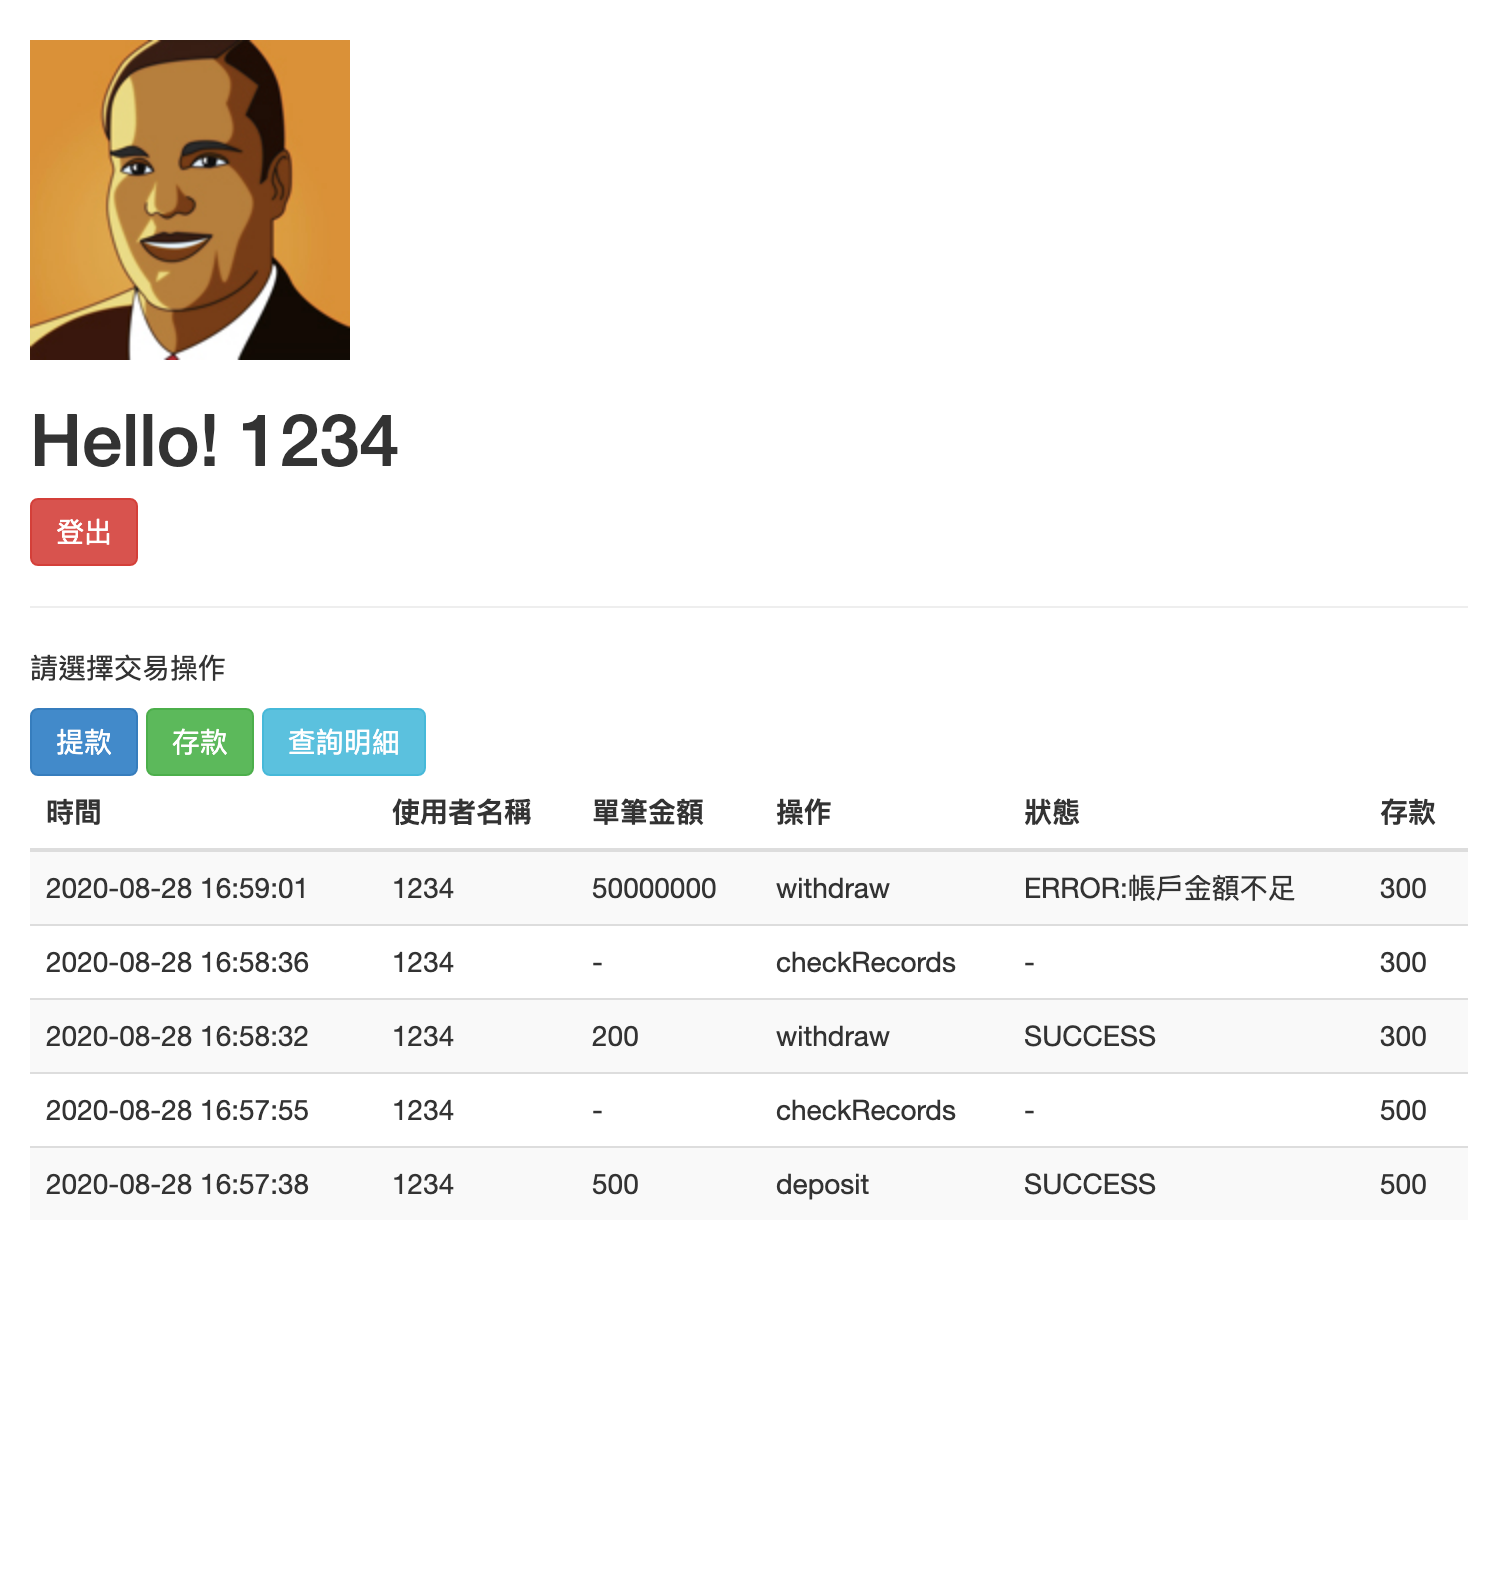 Hello! 1234
登出
請選擇交易操作
提款 存款 查詢明細
時間 使用者名稱 單筆金額 操作 狀態 存款
2020-08-28 16:59:01 1234 50000000 withdraw ERROR:帳戶金額不足 300
2020-08-28 16:58:36 1234 - checkRecords - 300
2020-08-28 16:58:32 1234 200 withdraw SUCCESS 300
2020-08-28 16:57:55 1234 - checkRecords - 500
2020-08-28 16:57:38 1234 500 deposit SUCCESS 500